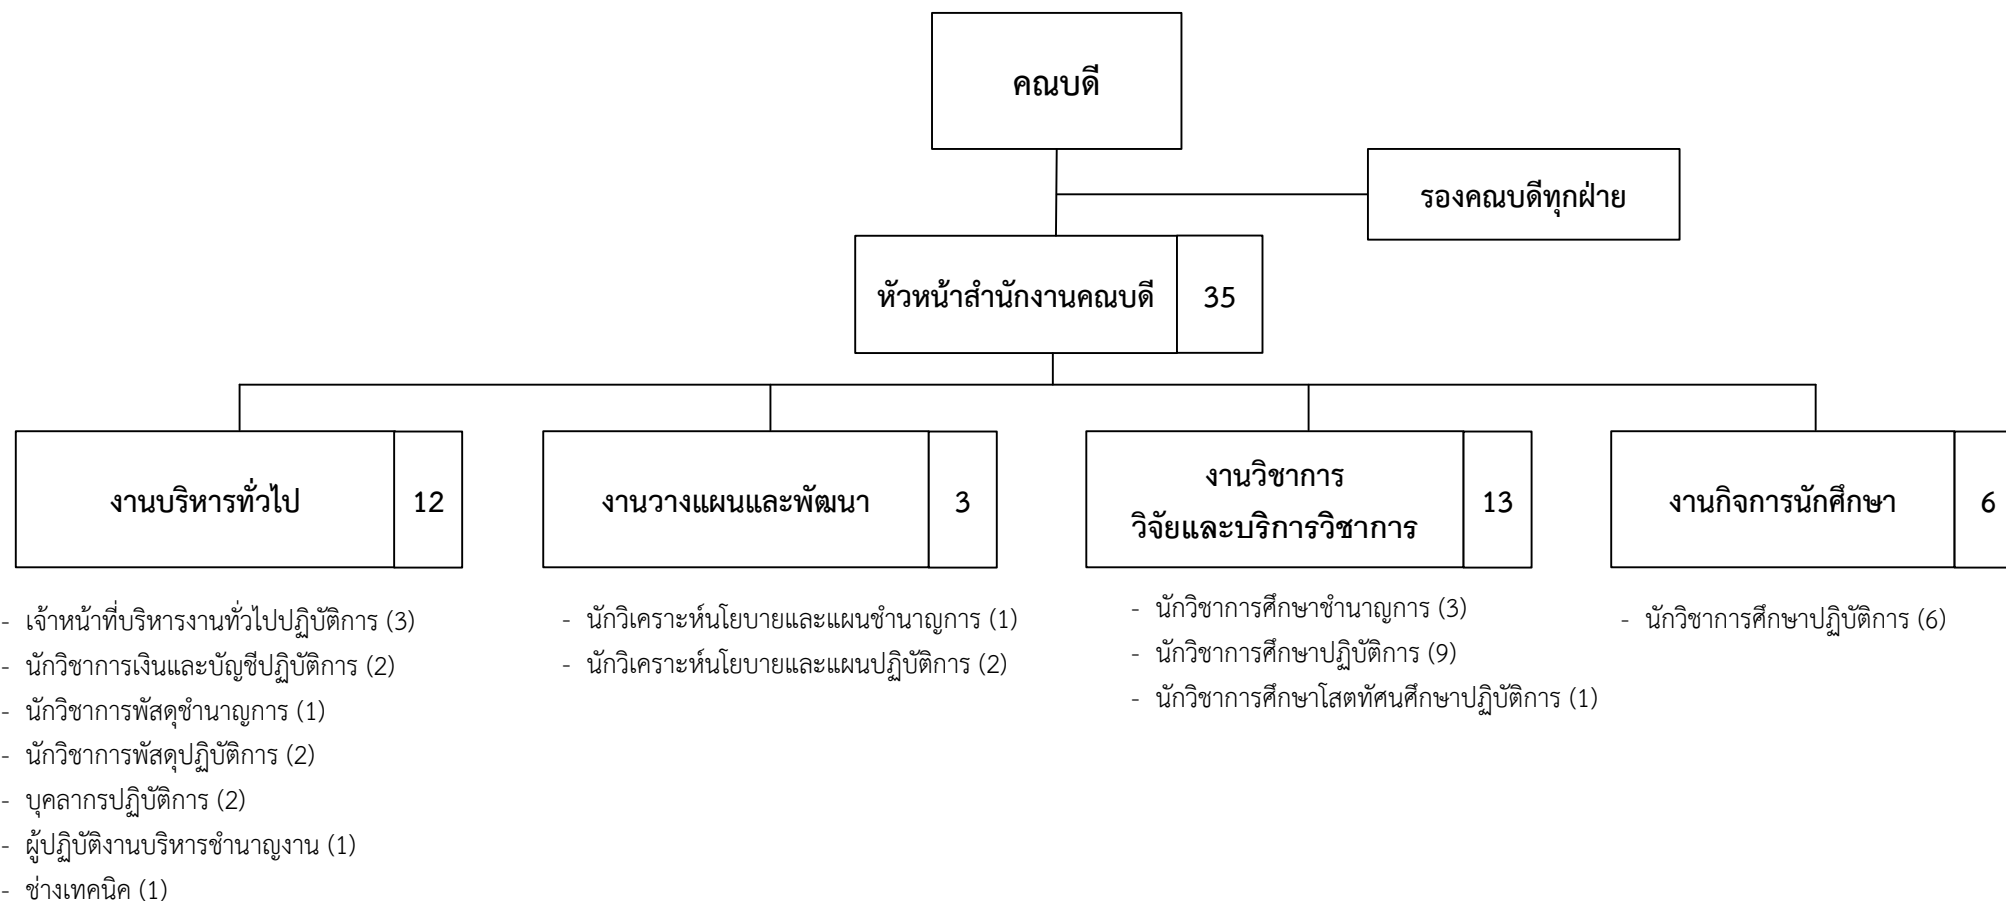 คณบดี
รองคณบดีทุกฝ่าย
หัวหน้าสำนักงานคณบดี 35
งานบริหารทั่วไป 12
- เจ้าหน้าที่บริหารงานทั่วไปปฏิบัติการ (3)
- นักวิชาการเงินและบัญชีปฏิบัติการ (2)
- นักวิชาการพัสดุชำนาญการ (1)
- นักวิชาการพัสดุปฏิบัติการ (2)
- บุคลากรปฏิบัติการ (2)
- ผู้ปฏิบัติงานบริหารชำนาญงาน (1)
- ช่างเทคนิค (1)
งานวางแผนและพัฒนา 3
- นักวิเคราะห์นโยบายและแผนชำนาญการ (1)
- นักวิเคราะห์นโยบายและแผนปฏิบัติการ (2)
งานวิชาการ
วิจัยและบริการวิชาการ 13
- นักวิชาการศึกษาชำนาญการ (3)
- นักวิชาการศึกษาปฏิบัติการ (9)
- นักวิชาการศึกษาโสตทัศนศึกษาปฏิบัติการ (1)
งานกิจการนักศึกษา 6
- นักวิชาการศึกษาปฏิบัติการ (6)